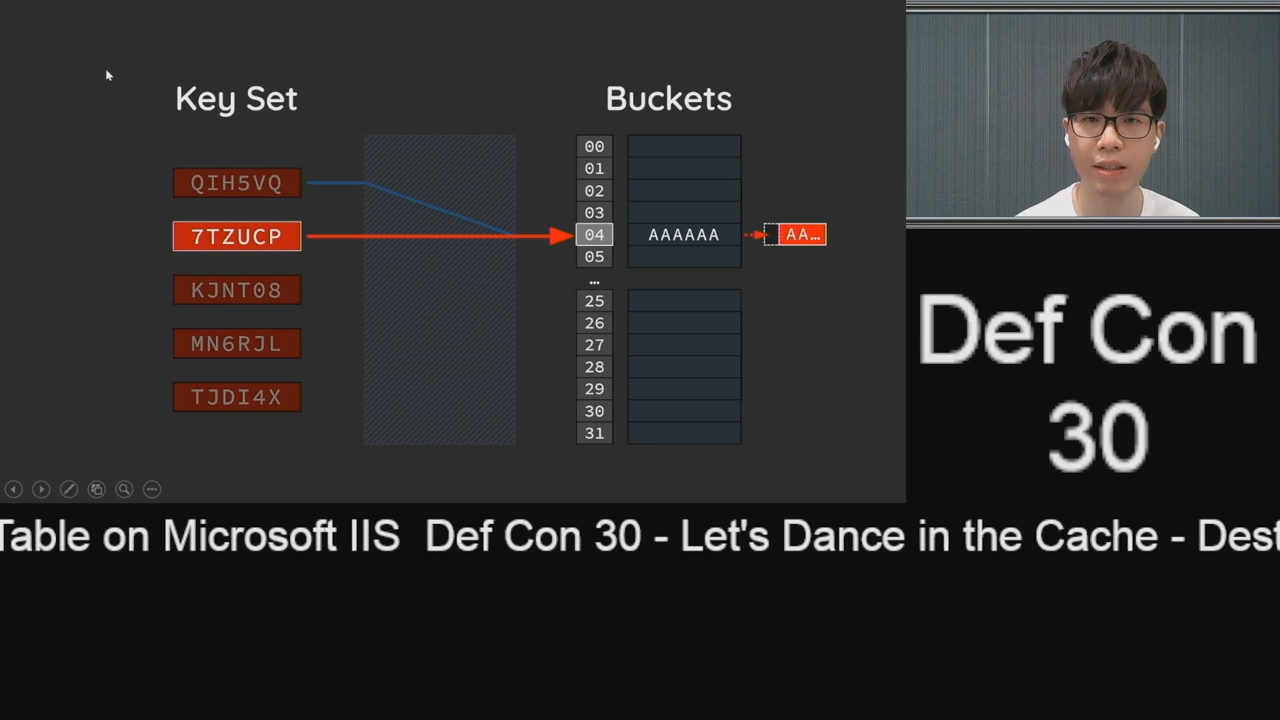 Key Set
Buckets
QIH5VQ
7TZUCP
KJNT08
MN6RJL
TJDI4X
00
01
02
03
04 AAAAAA AA…
05
…
25
26
27
28
29
30
31
Def Con
30
Table on Microsoft IIS Def Con 30 - Let's Dance in the Cache - Dest